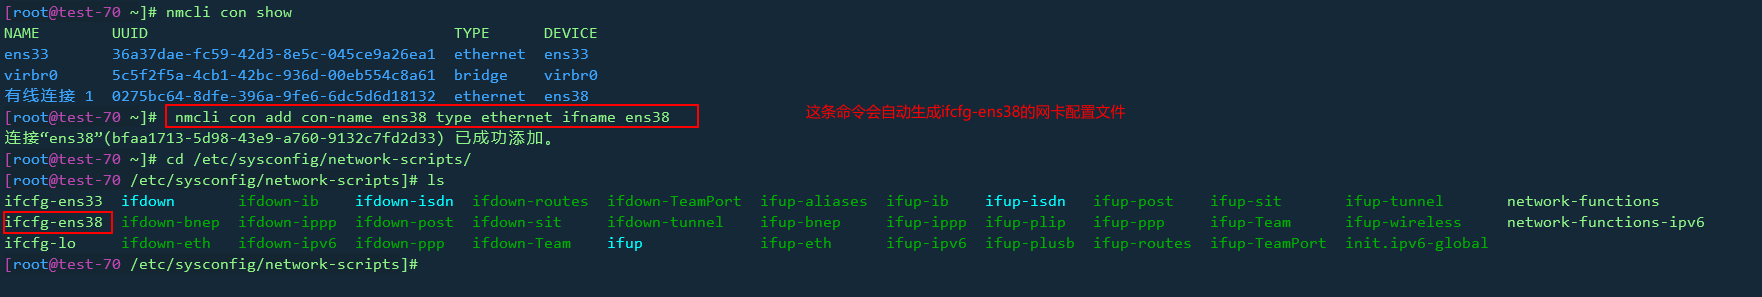 [root@test-70 ~]# nmcli con show
NAME        UUID                                  TYPE      DEVICE
ens33       36a37dae-fc59-42d3-8e5c-045ce9a26ea1  ethernet  ens33
virbr0      5c5f2f5a-4cb1-42bc-936d-00eb554c8a61  bridge    virbr0
有线连接 1  0275bc64-8dfe-396a-9fe6-6dc5d6d18132  ethernet  ens38
[root@test-70 ~]#  nmcli con add con-name ens38 type ethernet ifname ens38
这条命令会自动生成ifcfg-ens38的网卡配置文件
连接“ens38”(bfaa1713-5d98-43e9-a760-9132c7fd2d33) 已成功添加。
[root@test-70 ~]# cd /etc/sysconfig/network-scripts/
[root@test-70 /etc/sysconfig/network-scripts]# ls
ifcfg-ens33  ifdown       ifdown-ib    ifdown-isdn  ifdown-routes  ifdown-TeamPort  ifup-aliases  ifup-ib    ifup-isdn   ifup-post    ifup-sit       ifup-tunnel       network-functions
ifcfg-ens38  ifdown-bnep  ifdown-ippp  ifdown-post  ifdown-sit     ifdown-tunnel    ifup-bnep     ifup-ippp  ifup-plip   ifup-ppp     ifup-Team      ifup-wireless     network-functions-ipv6
ifcfg-lo     ifdown-eth   ifdown-ipv6  ifdown-ppp   ifdown-Team    ifup             ifup-eth      ifup-ipv6  ifup-plusb  ifup-routes  ifup-TeamPort  init.ipv6-global
[root@test-70 /etc/sysconfig/network-scripts]#